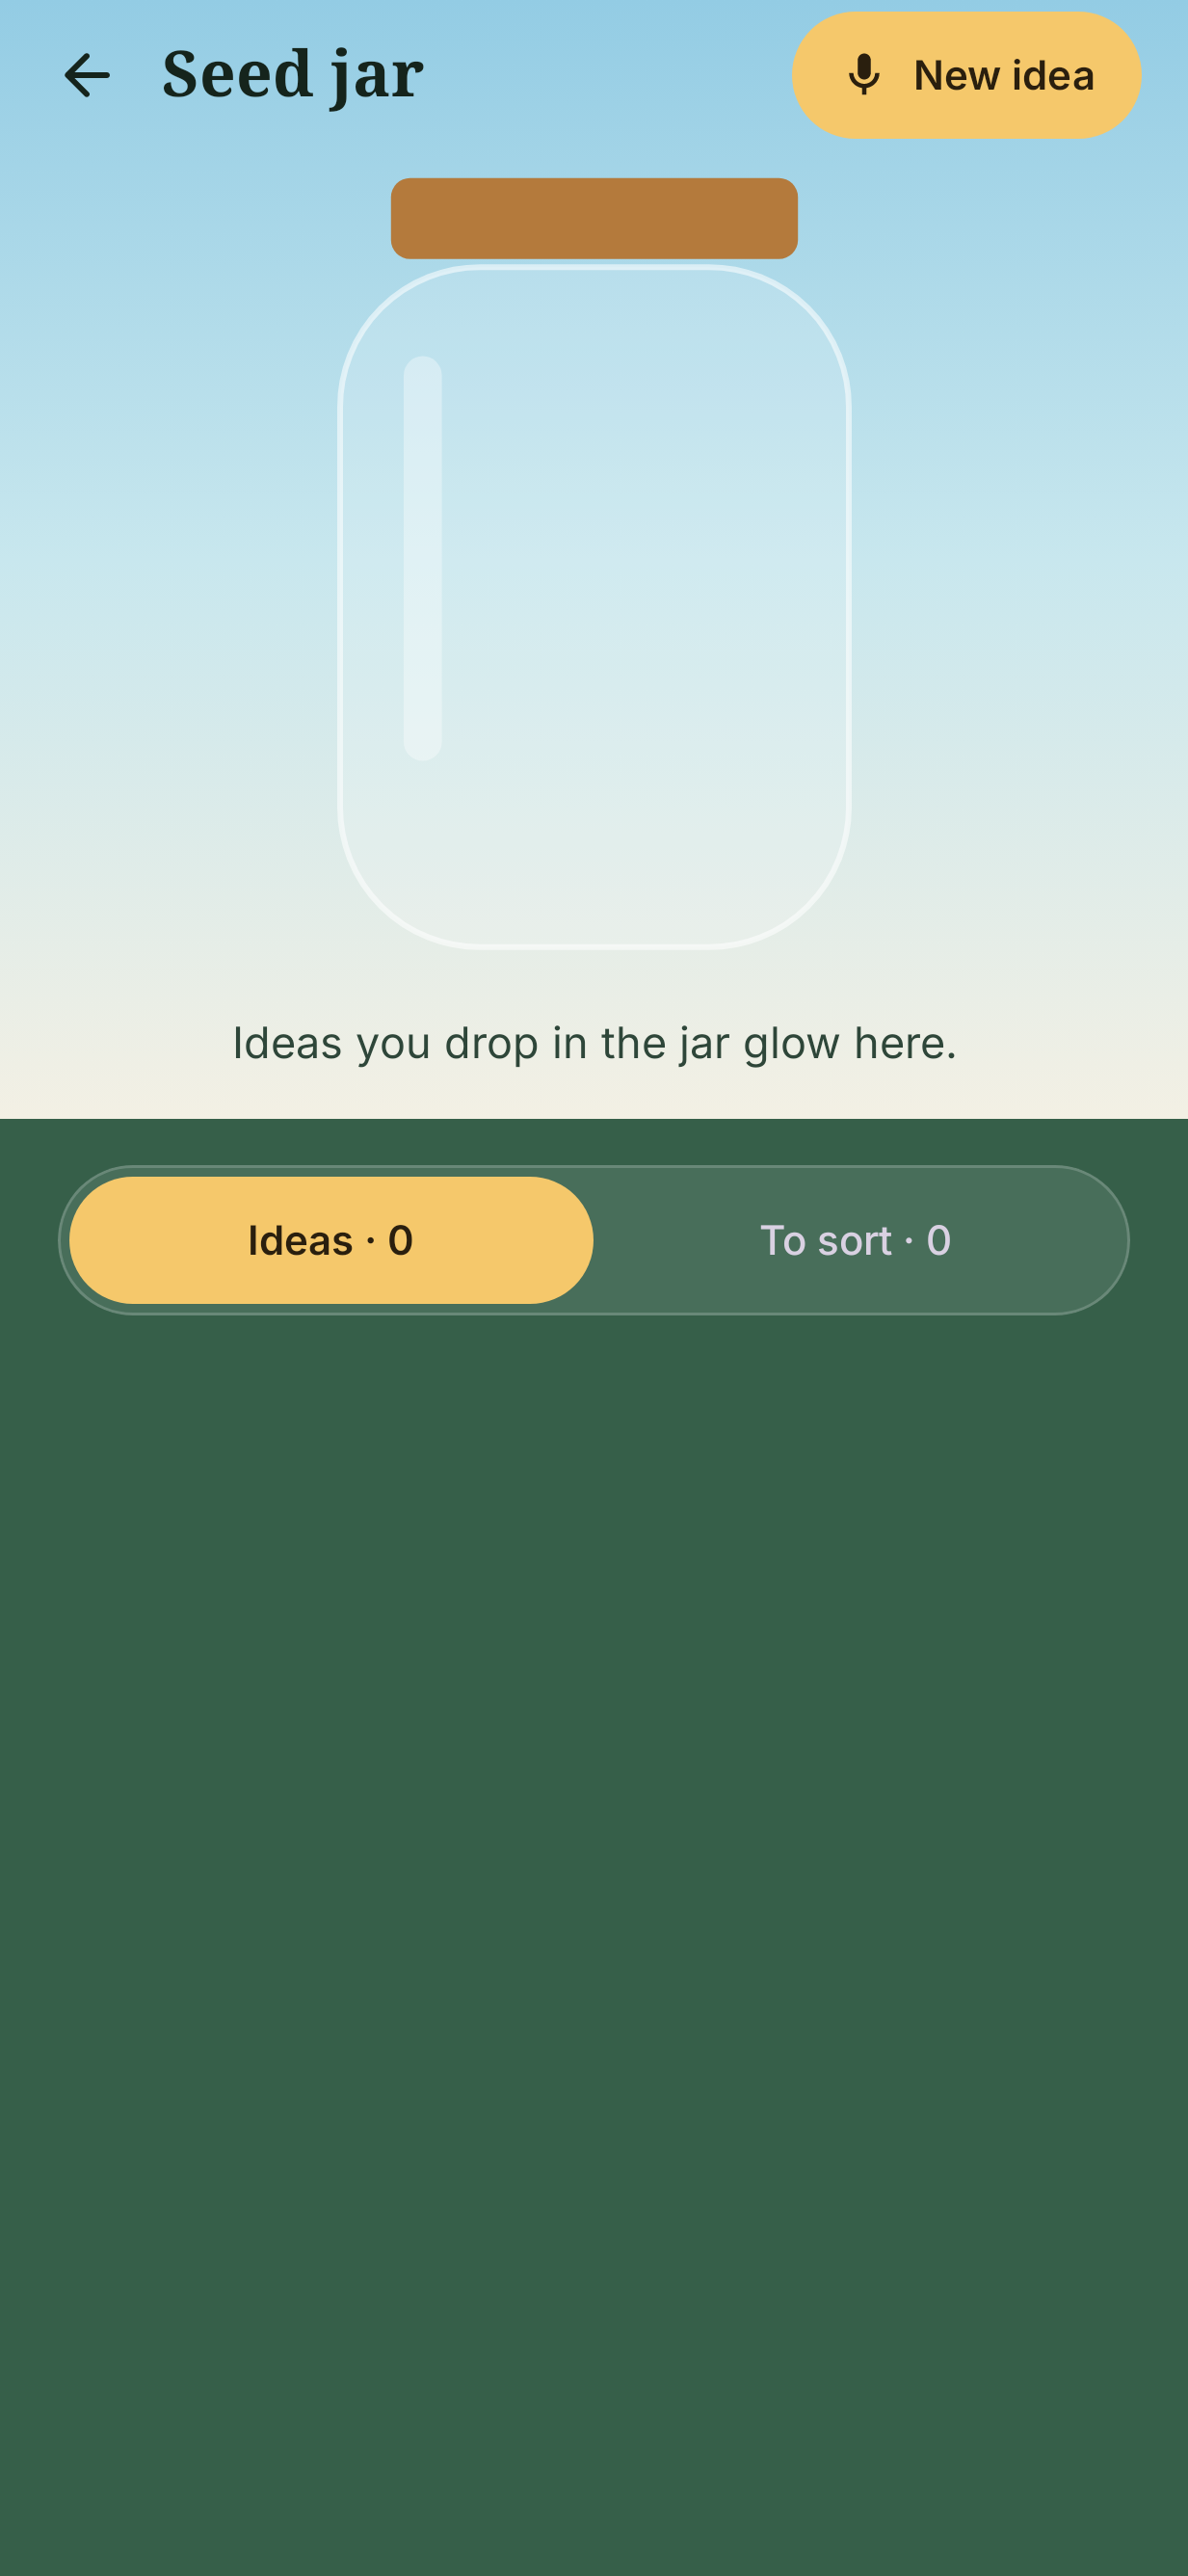 Seed jar
New idea
Ideas you drop in the jar glow here.
Ideas · 0
To sort · 0